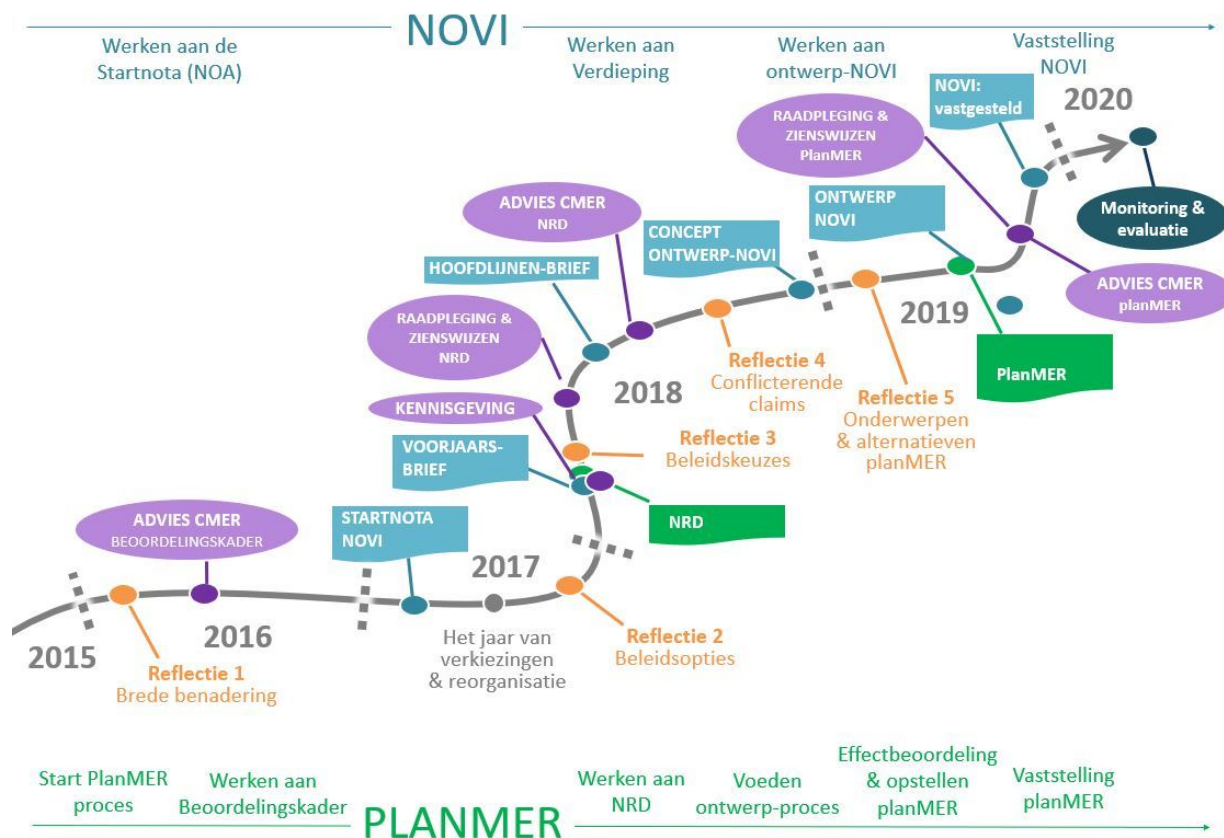 NOVI
Werken aan de
Startnota (NOA)
Werken aan
Verdieping
Werken aan
ontwerp-NOVI
Vaststelling
NOVI
NOVI:
vastgesteld
2020
RAADPLEGING &
ZIENSWIJZEN
PlanMER
ADVIES CMER
NRD
ONTWERP
NOVI
Monitoring &
evaluatie
CONCEPT
ONTWERP-NOVI
HOOFDLIJNEN-BRIEF
ADVIES CMER
planMER
2019
RAADPLEGING &
ZIENSWIJZEN
NRD
Reflectie 4
Conflicterende
claims
PlanMER
2018
Reflectie 5
Onderwerpen
& alternatieven
planMER
KENNISGEVING
Reflectie 3
Beleidskeuzes
VOORJAARS-
BRIEF
ADVIES CMER
BEOORDELINGSKADER
STARTNOTA
NOVI
NRD
2017
2016
2015
Het jaar van
verkiezingen
& reorganisatie
Reflectie 2
Beleidsopties
Reflectie 1
Brede benadering
Start PlanMER
proces
Werken aan
Beoordelingskader
Werken aan
NRD
Voeden
ontwerp-proces
Effectbeoordeling
& opstellen
planMER
Vaststelling
planMER
PLANMER